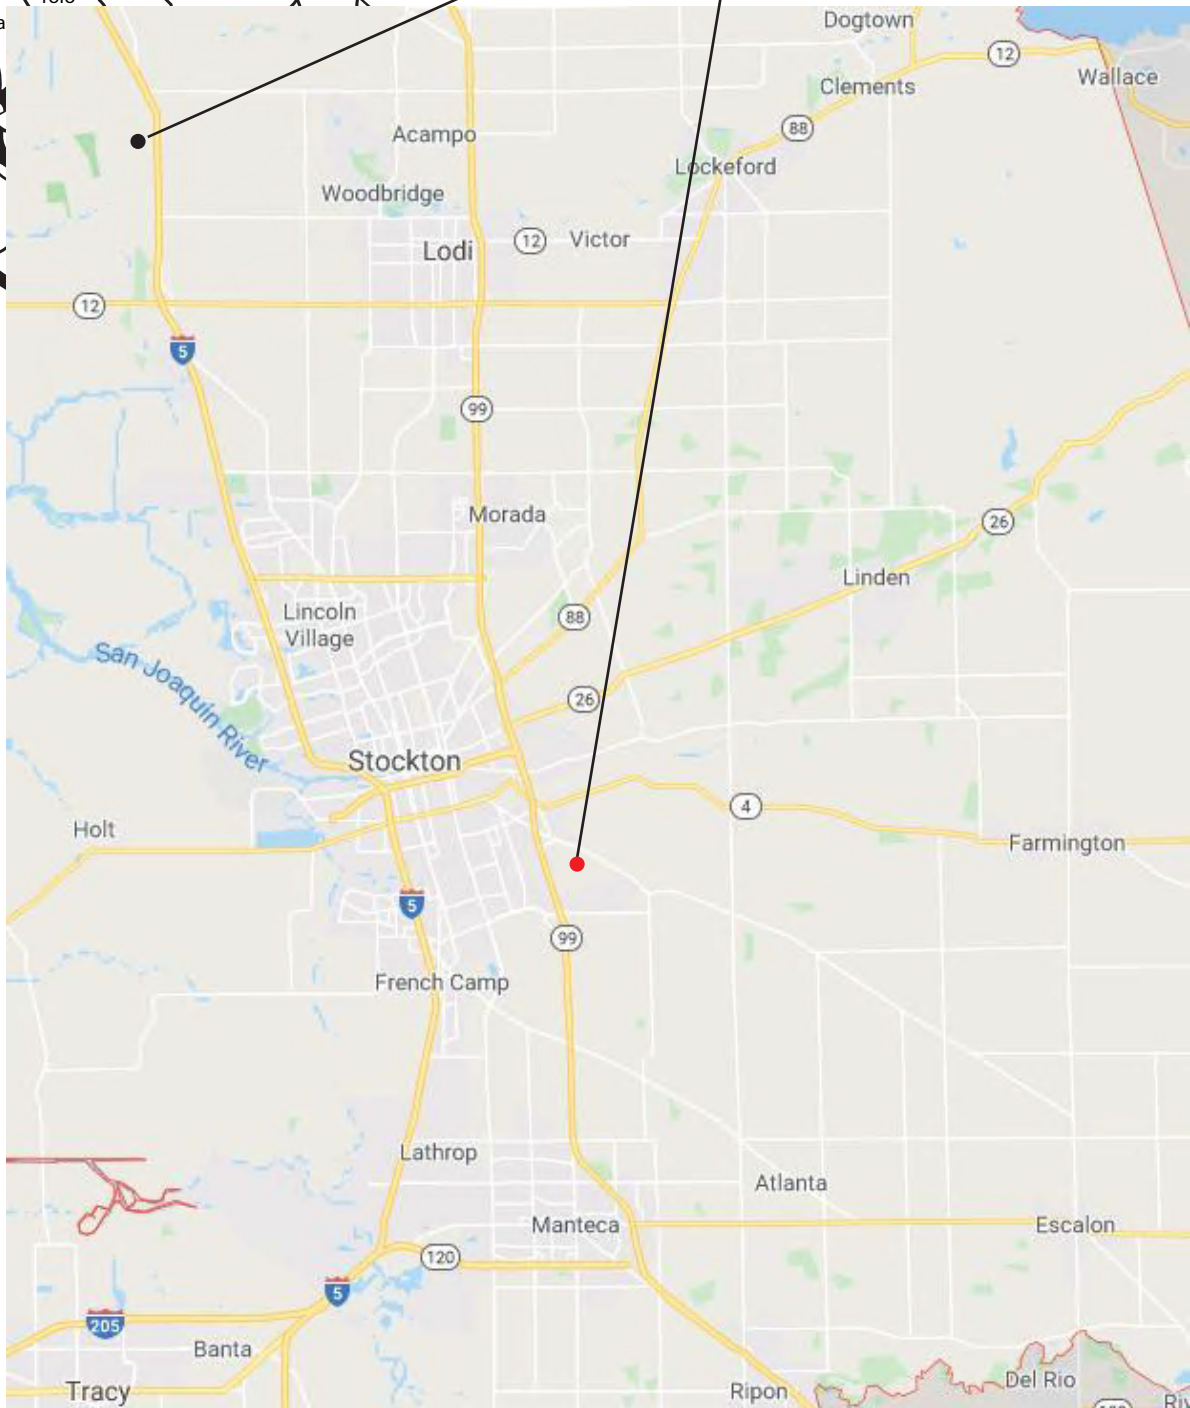 Dogtown
12
Wallace
Clements
88
Acampo
Lockeford
Woodbridge
Lodi
12
Victor
12
5
99
Morada
26
Linden
Lincoln
Village
88
San Joaquin River
26
Stockton
4
Holt
Farmington
5
99
French Camp
Lathrop
Atlanta
Manteca
Escalon
120
5
205
Banta
Tracy
Del Rio
Ripon